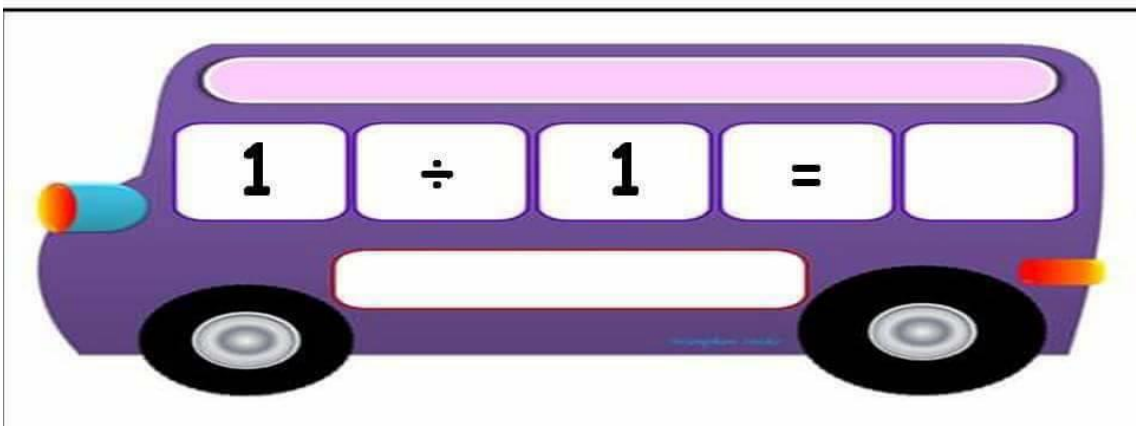 1 ÷ 1 =